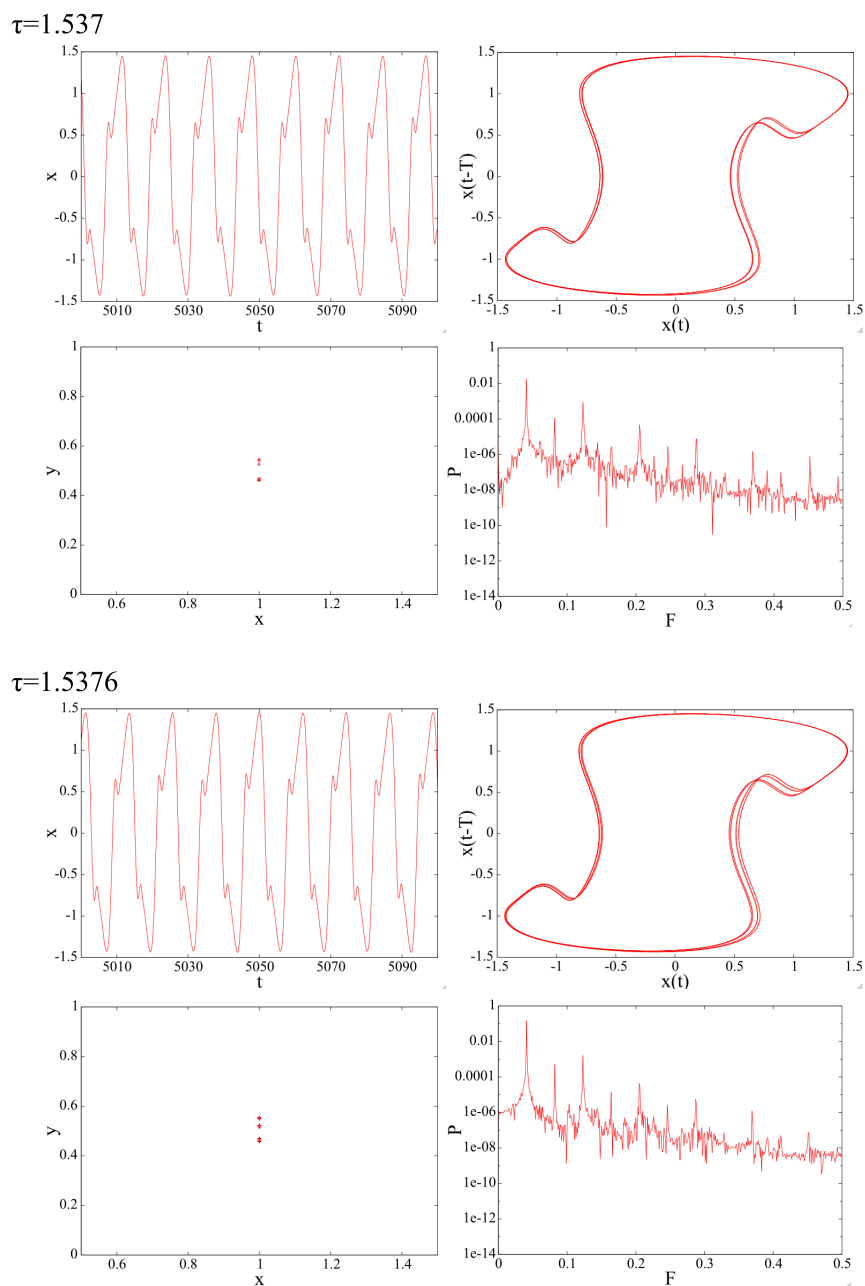 τ=1.537
1.5
1
0.5
0
-0.5
-1
-1.5
x
5010 5030 5050 5070 5090
t
1.5
1
0.5
0
-0.5
-1
-1.5
x(t-T)
-1.5 -1 -0.5 0 0.5 1 1.5
x(t)
1
0.8
0.6
0.4
0.2
0
y
0.6 0.8 1 1.2 1.4
x
1
0.01
0.0001
1e-06
1e-08
1e-10
1e-12
1e-14
P
0 0.1 0.2 0.3 0.4 0.5
F
τ=1.5376
1.5
1
0.5
0
-0.5
-1
-1.5
x
5010 5030 5050 5070 5090
t
1.5
1
0.5
0
-0.5
-1
-1.5
x(t-T)
-1.5 -1 -0.5 0 0.5 1 1.5
x(t)
1
0.8
0.6
0.4
0.2
0
y
0.6 0.8 1 1.2 1.4
x
1
0.01
0.0001
1e-06
1e-08
1e-10
1e-12
1e-14
P
0 0.1 0.2 0.3 0.4 0.5
F